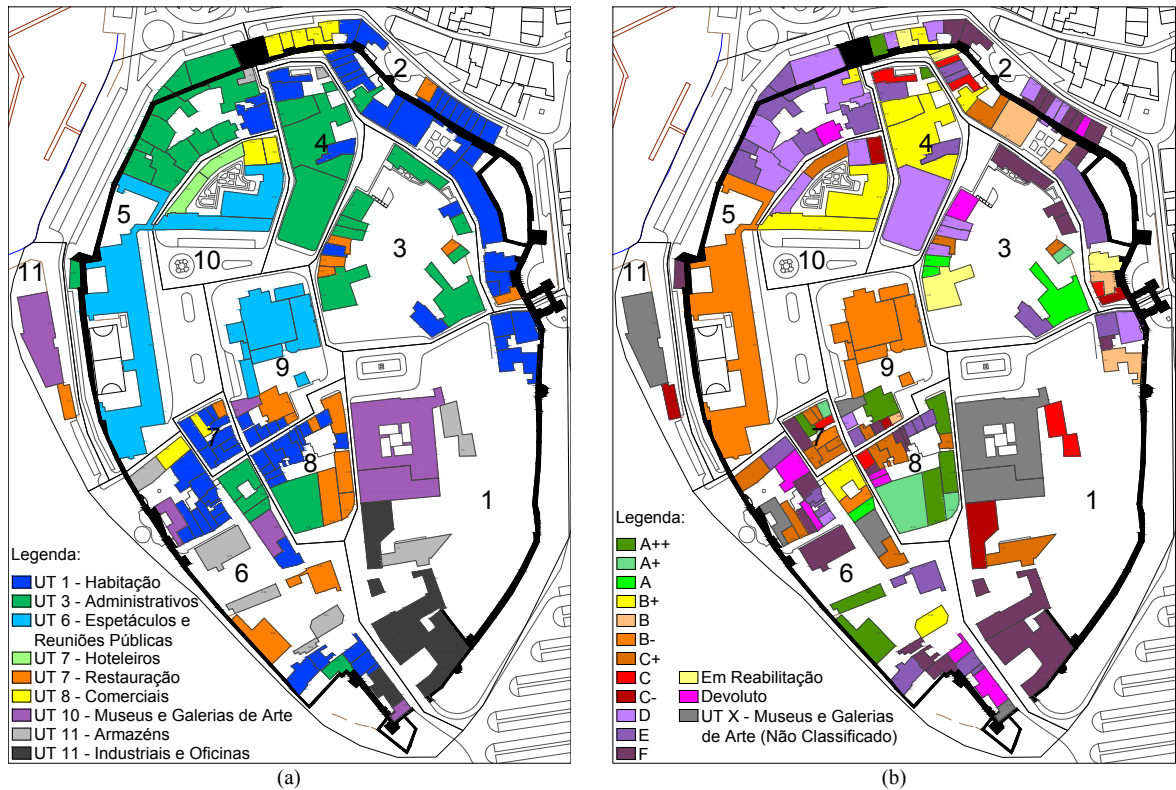 2
4
5
3
10
11
9
7
8
1
6
Legenda:
UT 1 - Habitação
UT 3 - Administrativos
UT 6 - Espetáculos e
Reuniões Públicas
UT 7 - Hoteleiros
UT 7 - Restauração
UT 8 - Comerciais
UT 10 - Museus e Galerias de Arte
UT 11 - Armazéns
UT 11 - Industriais e Oficinas
(a)
2
4
5
3
10
11
9
7
8
1
6
Legenda:
A++
A+
A
B+
B
B-
C+
C
C-
D
E
F
Em Reabilitação
Devoluto
UT X - Museus e Galerias
de Arte (Não Classificado)
(b)